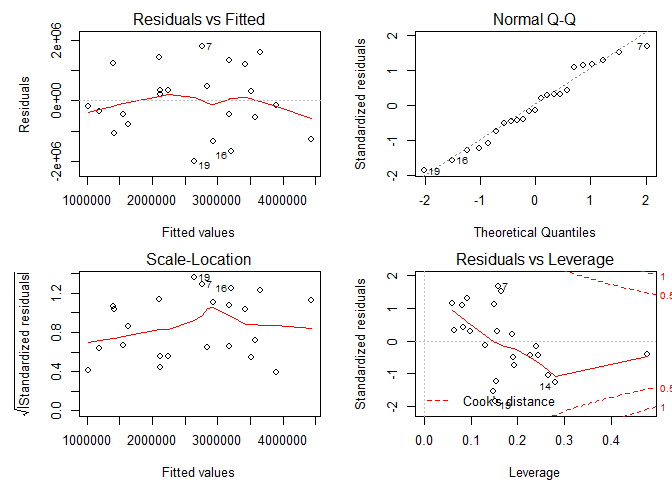 Residuals vs Fitted
Residuals
-2e+06 0e+00 2e+06
7
16
19
1000000 2000000 3000000 4000000
Fitted values
Normal Q-Q
Standardized residuals
-2 -1 0 1 2
7
16
19
-2 -1 0 1 2
Theoretical Quantiles
Scale-Location
√|Standardized residuals|
0.0 0.4 0.8 1.2
19
7
16
1000000 2000000 3000000 4000000
Fitted values
Residuals vs Leverage
Standardized residuals
-2 -1 0 1 2
7
14
19
1
0.5
0.5
1
Cook's distance
0.0 0.1 0.2 0.3 0.4
Leverage